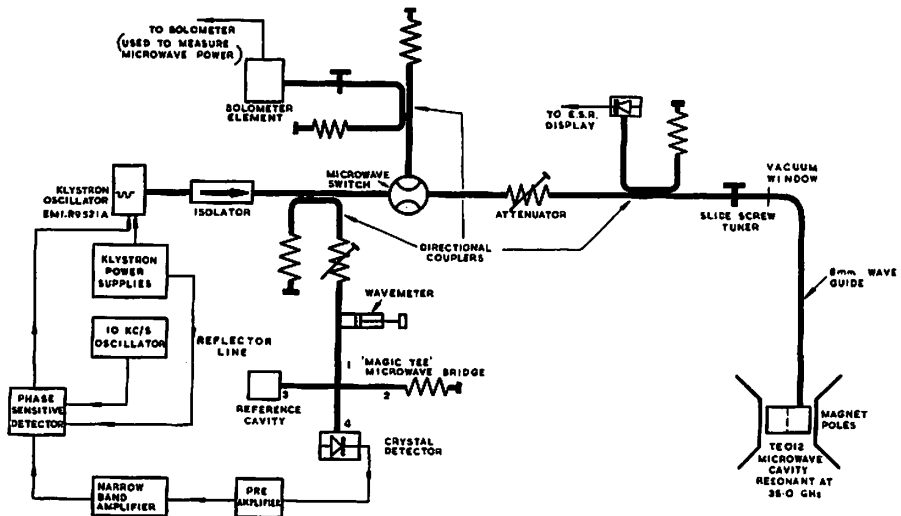 TO BOLOMETER
(USED TO MEASURE
MICROWAVE POWER)
BOLOMETER
ELEMENT
TO E.S.R.
DISPLAY
MICROWAVE
SWITCH
VACUUM
WINDOW
KLYSTRON
OSCILLATOR
EMI.R9521A
ISOLATOR
ATTENUATOR
SLIDE SCREW
TUNER
DIRECTIONAL
COUPLERS
KLYSTRON
POWER
SUPPLIES
8mm WAVE
GUIDE
WAVEMETER
10 KC/S
OSCILLATOR
REFLECTOR
LINE
1
'MAGIC TEE'
MICROWAVE BRIDGE
3
2
REFERENCE
CAVITY
PHASE
SENSITIVE
DETECTOR
MAGNET
POLES
4
CRYSTAL
DETECTOR
TE012
MICROWAVE
CAVITY
RESONANT AT
35·0 GHs
NARROW
BAND
AMPLIFIER
PRE
AMPLIFIER